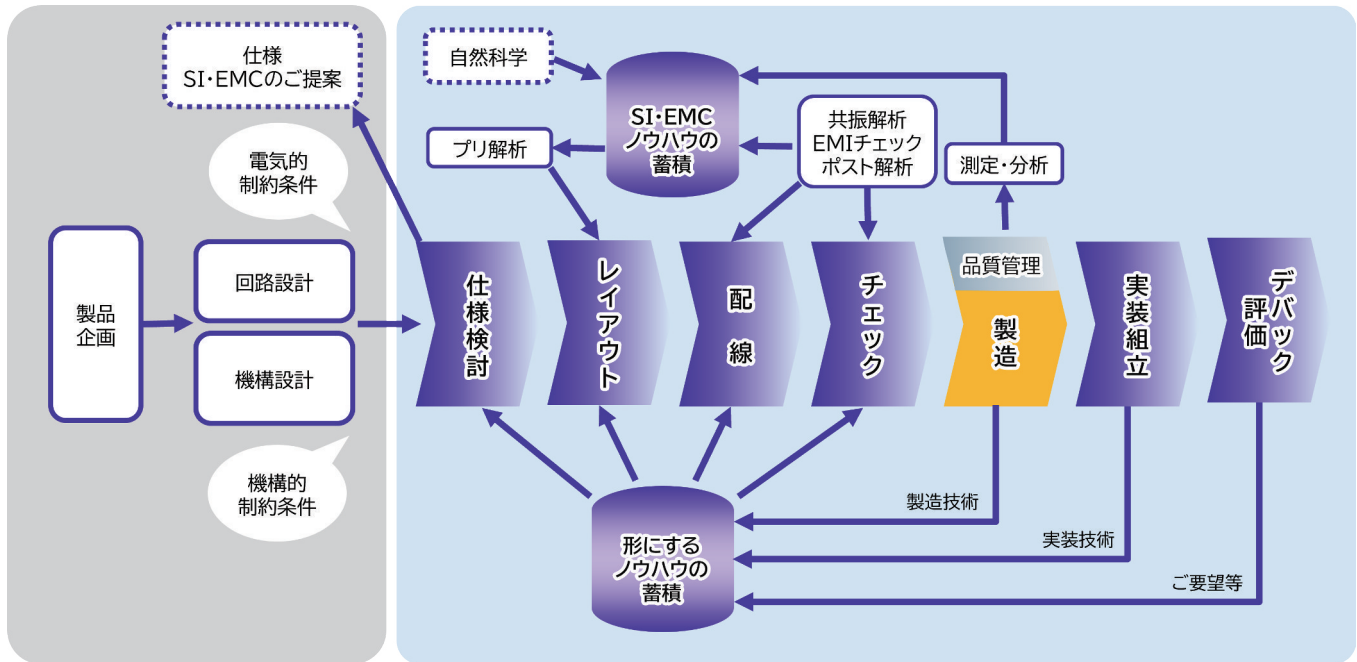 仕様
SI・EMCのご提案
電気的
制約条件
製品
企画
回路設計
機構設計
機構的
制約条件
自然科学
SI・EMC
ノウハウの
蓄積
プリ解析
共振解析
EMIチェック
ポスト解析
測定・分析
仕様検討
レイアウト
配線
チェック
品質管理
製造
実装組立
デバック
評価
製造技術
実装技術
ご要望等
形にする
ノウハウの
蓄積